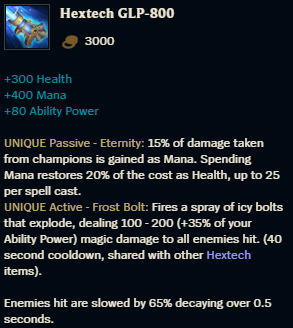 Hextech GLP-800
3000
+300 Health
+400 Mana
+80 Ability Power
UNIQUE Passive - Eternity: 15% of damage taken
from champions is gained as Mana. Spending
Mana restores 20% of the cost as Health, up to 25
per spell cast.
UNIQUE Active - Frost Bolt: Fires a spray of icy bolts
that explode, dealing 100 - 200 (+35% of your
Ability Power) magic damage to all enemies hit. (40
second cooldown, shared with other Hextech
items).
Enemies hit are slowed by 65% decaying over 0.5
seconds.